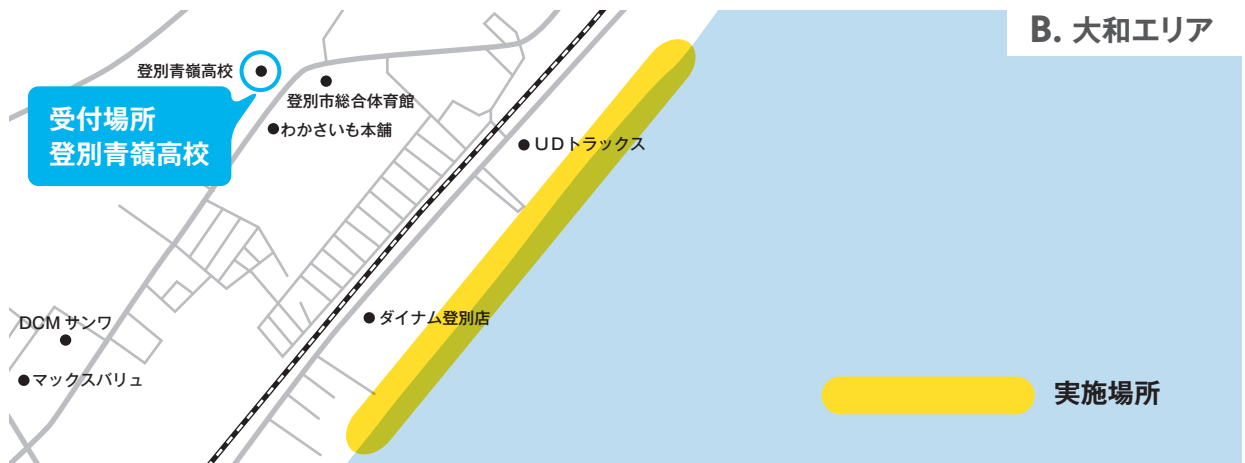 B. 大和エリア
登別青嶺高校
登別市総合体育館
受付場所
登別青嶺高校
わかさいも本舗
UDトラックス
ダイナム登別店
DCM サンワ
マックスバリュ
実施場所